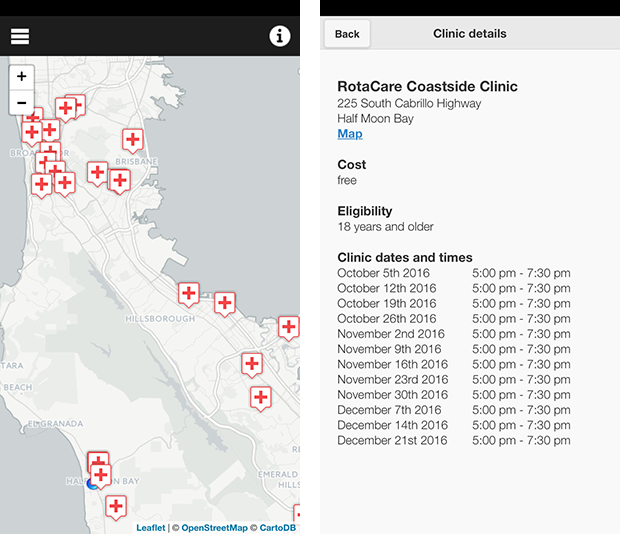 +
−
BRO
BRISBANE
HILLSBOROUGH
TARA
BEACH
EL GRANADA
HAL
N BAY
EMERALD
HILLS
Leaflet | © OpenStreetMap © CartoDB
Back
Clinic details
RotaCare Coastside Clinic
225 South Cabrillo Highway
Half Moon Bay
Map
Cost
free
Eligibility
18 years and older
Clinic dates and times
October 5th 2016 5:00 pm - 7:30 pm
October 12th 2016 5:00 pm - 7:30 pm
October 19th 2016 5:00 pm - 7:30 pm
October 26th 2016 5:00 pm - 7:30 pm
November 2nd 2016 5:00 pm - 7:30 pm
November 9th 2016 5:00 pm - 7:30 pm
November 16th 2016 5:00 pm - 7:30 pm
November 23rd 2016 5:00 pm - 7:30 pm
November 30th 2016 5:00 pm - 7:30 pm
December 7th 2016 5:00 pm - 7:30 pm
December 14th 2016 5:00 pm - 7:30 pm
December 21st 2016 5:00 pm - 7:30 pm